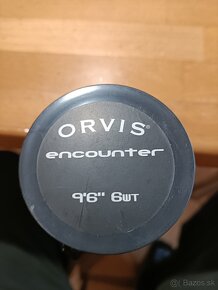 ORVIS®
encounter
9'6" 6WT
Bazos.sk